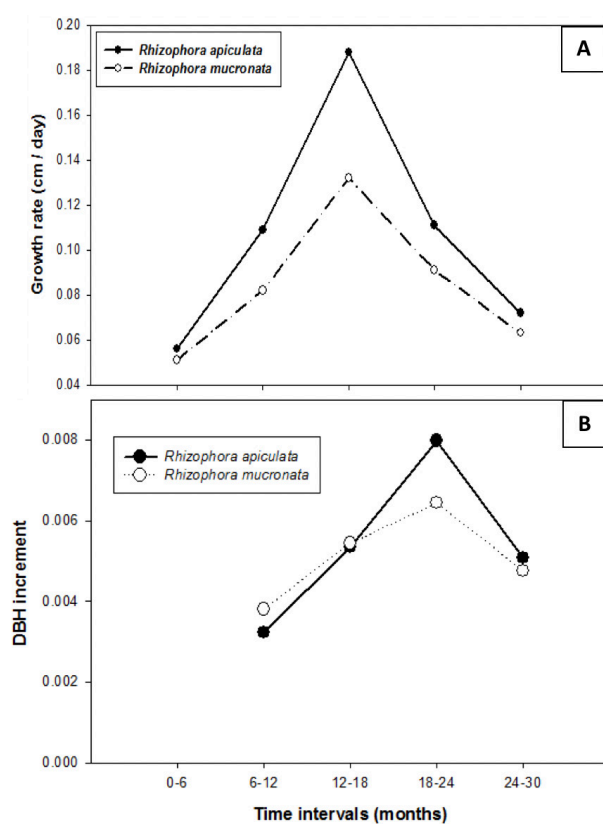 0.20
0.18
0.16
0.14
0.12
0.10
0.08
0.06
0.04
Growth rate (cm / day)
Rhizophora apiculata
Rhizophora mucronata
A
0.008
0.006
0.004
0.002
0.000
DBH increment
Rhizophora apiculata
Rhizophora mucronata
B
0-6 6-12 12-18 18-24 24-30
Time intervals (months)